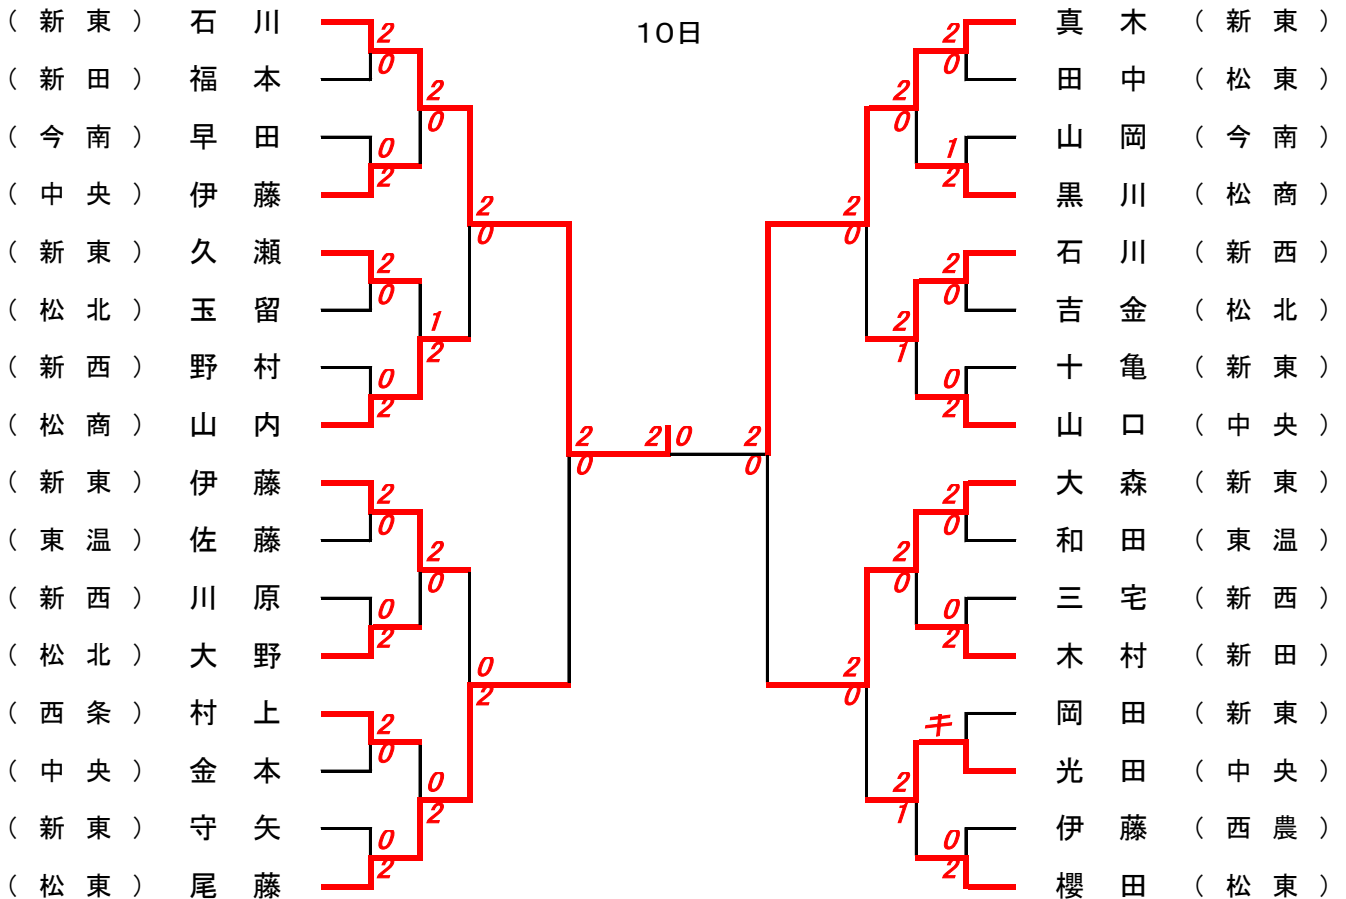 10日
(新東) 石川
(新田) 福本
(今南) 早田
(中央) 伊藤
(新東) 久瀬
(松北) 玉留
(新西) 野村
(松商) 山内
(新東) 伊藤
(東温) 佐藤
(新西) 川原
(松北) 大野
(西条) 村上
(中央) 金本
(新東) 守矢
(松東) 尾藤
2
0
0
2
2
0
0
2
2
0
0
2
2
0
0
2
2
0
1
2
2
0
0
2
2
0
0
2
2
0
2 0
2
0
2
0
2
0
2
0
2
1
2
0
2
1
2
0
1
2
2
0
0
2
2
0
0
2
キ
0
2
真木 (新東)
田中 (松東)
山岡 (今南)
黒川 (松商)
石川 (新西)
吉金 (松北)
十亀 (新東)
山口 (中央)
大森 (新東)
和田 (東温)
三宅 (新西)
木村 (新田)
岡田 (新東)
光田 (中央)
伊藤 (西農)
櫻田 (松東)